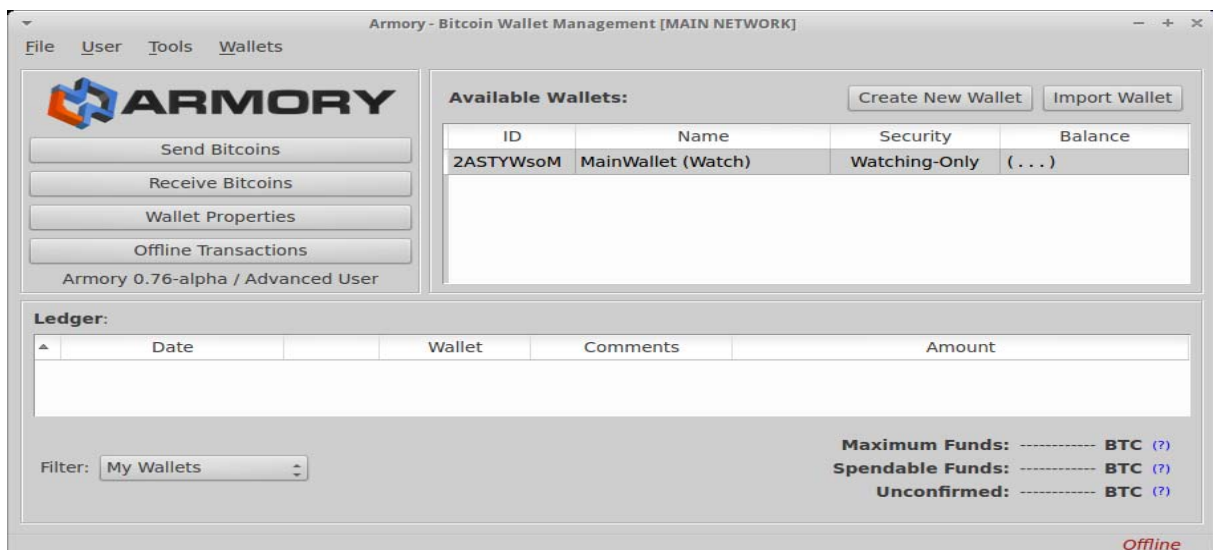 Armory - Bitcoin Wallet Management [MAIN NETWORK]
File User Tools Wallets
ARMORY
Send Bitcoins
Receive Bitcoins
Wallet Properties
Offline Transactions
Armory 0.76-alpha / Advanced User
Available Wallets: Create New Wallet Import Wallet
ID Name Security Balance
2ASTYWsoM MainWallet (Watch) Watching-Only (...)
Ledger:
Date Wallet Comments Amount
Filter: My Wallets
Maximum Funds: ------------ BTC (?)
Spendable Funds: ------------ BTC (?)
Unconfirmed: ------------ BTC (?)
Offline